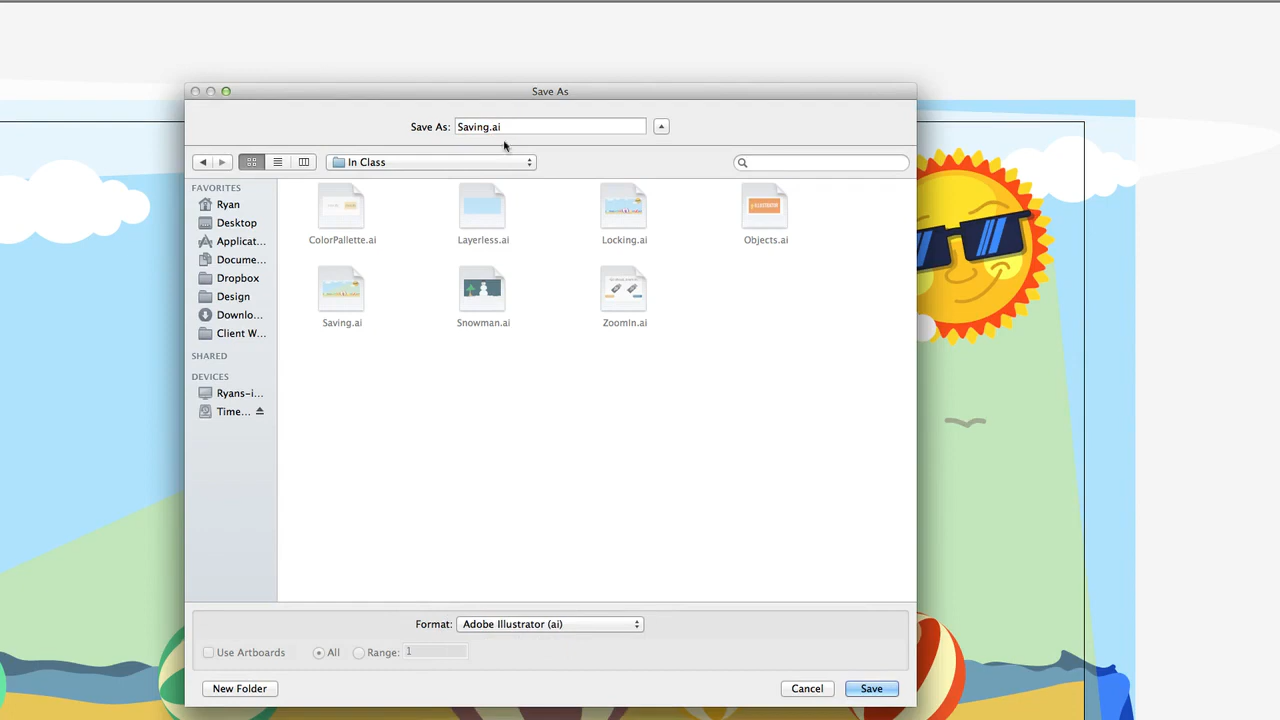 Save As
Save As: Saving.ai
In Class
FAVORITES
Ryan
Desktop
Applicat...
Docume...
Dropbox
Design
Downlo...
Client W...
SHARED
DEVICES
Ryans-i...
Time...
ColorPallette.ai
Layerless.ai
Locking.ai
Objects.ai
Saving.ai
Snowman.ai
ZoomIn.ai
Format: Adobe Illustrator (ai)
Use Artboards
All
Range: 1
New Folder
Cancel
Save